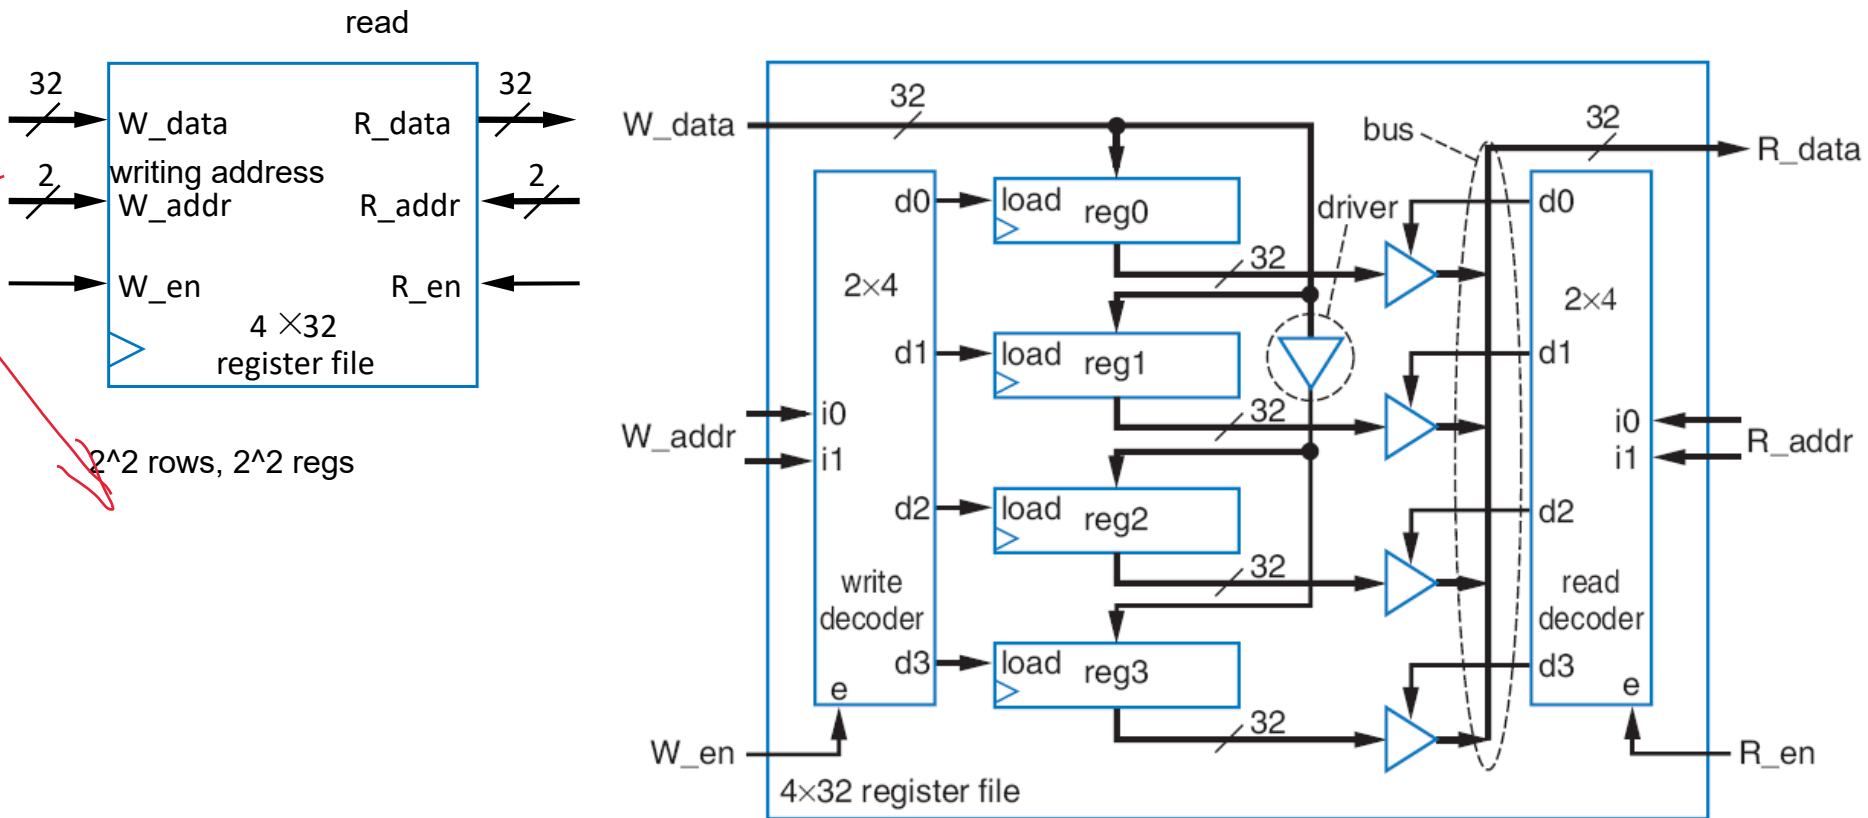 read
32
32
W_data
R_data
writing address
2
2
W_addr
R_addr
W_en
R_en
4 ×32
register file
2^2 rows, 2^2 regs
W_data
32
bus
32
R_data
d0
load
reg0
driver
d0
32
2×4
2×4
d1
load
reg1
d1
32
i0
i0
W_addr
R_addr
i1
i1
d2
load
reg2
d2
32
write
decoder
read
decoder
d3
load
reg3
d3
e
e
32
W_en
R_en
4×32 register file